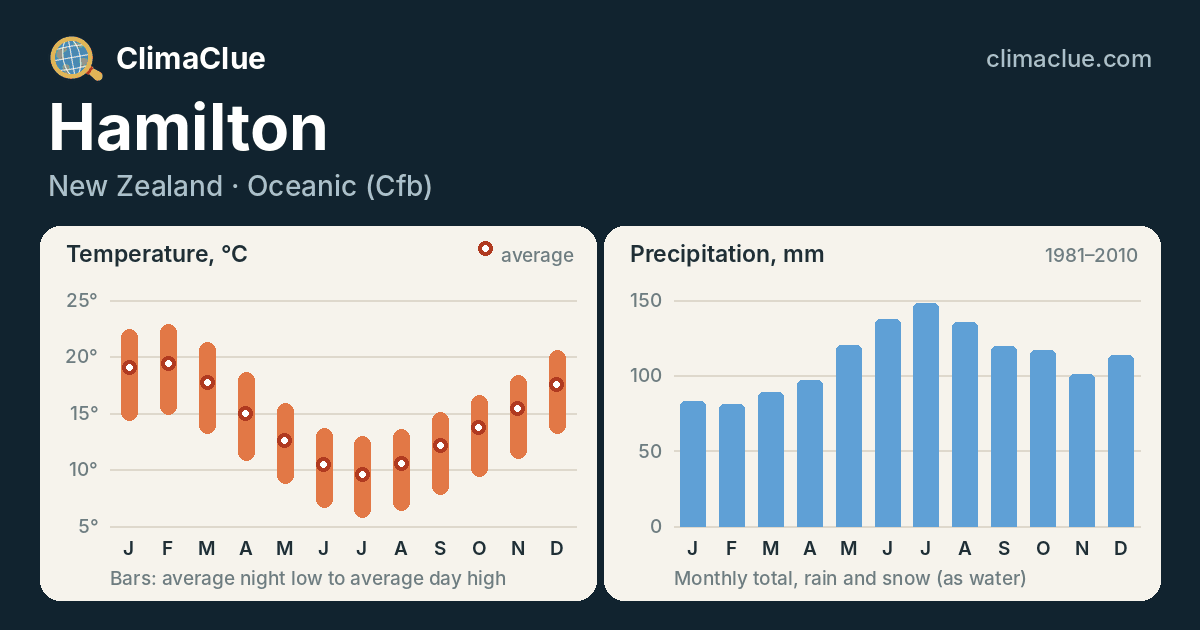 ClimaClue
climaclue.com
Hamilton
New Zealand · Oceanic (Cfb)
Temperature, °C
average
25°
20°
15°
10°
5°
J F M A M J J A S O N D
Bars: average night low to average day high
Precipitation, mm
1981–2010
150
100
50
0
J F M A M J J A S O N D
Monthly total, rain and snow (as water)